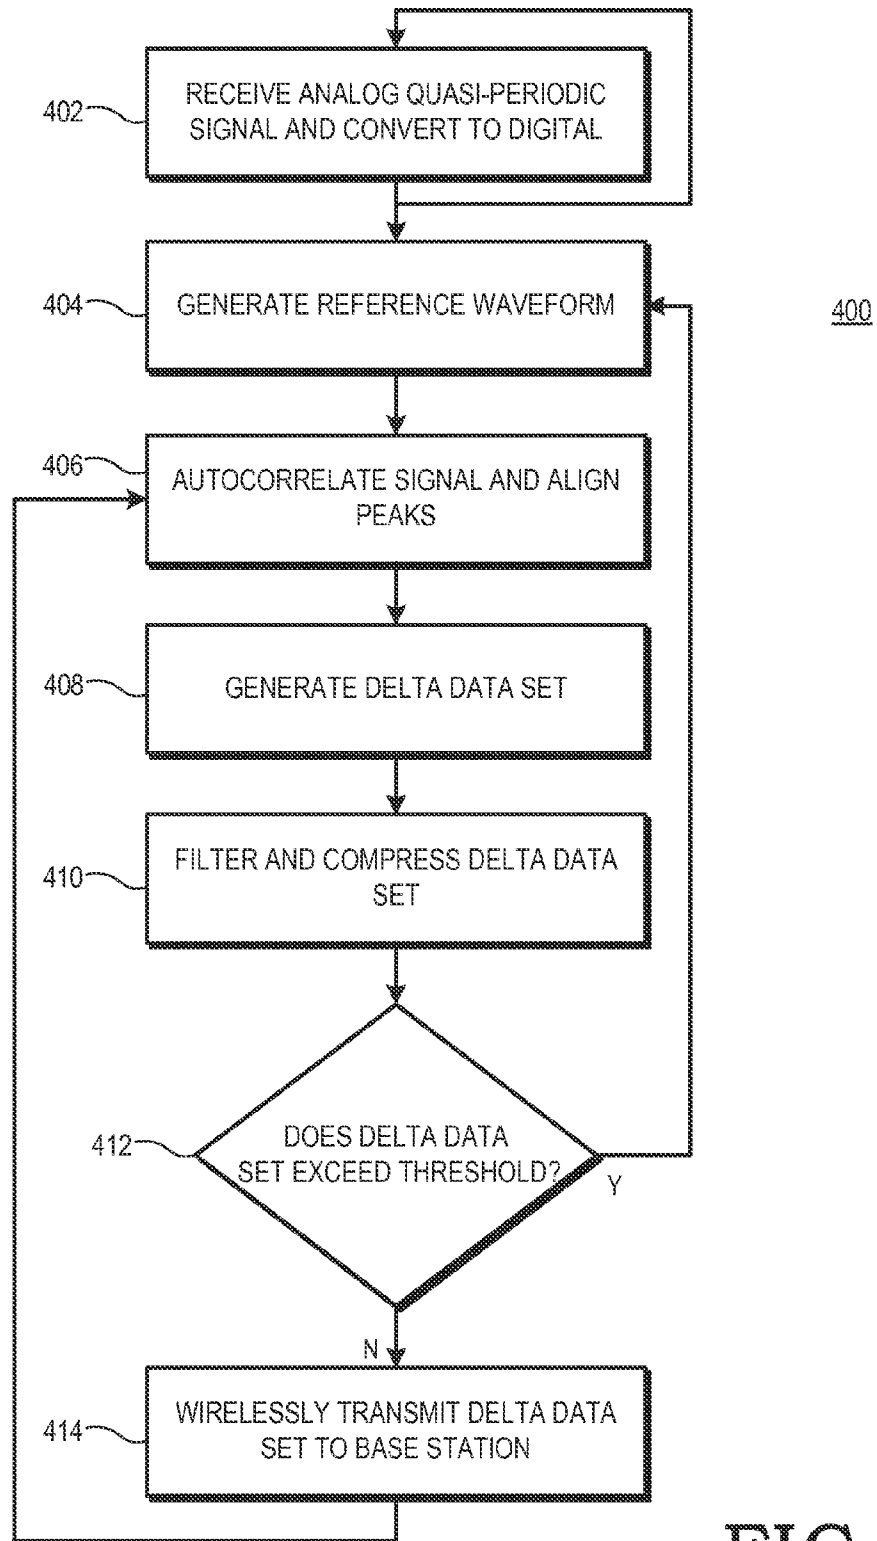 402
RECEIVE ANALOG QUASI-PERIODIC
SIGNAL AND CONVERT TO DIGITAL
404
GENERATE REFERENCE WAVEFORM
400
406
AUTOCORRELATE SIGNAL AND ALIGN
PEAKS
408
GENERATE DELTA DATA SET
410
FILTER AND COMPRESS DELTA DATA
SET
412
DOES DELTA DATA
SET EXCEED THRESHOLD?
Y
N
414
WIRELESSLY TRANSMIT DELTA DATA
SET TO BASE STATION